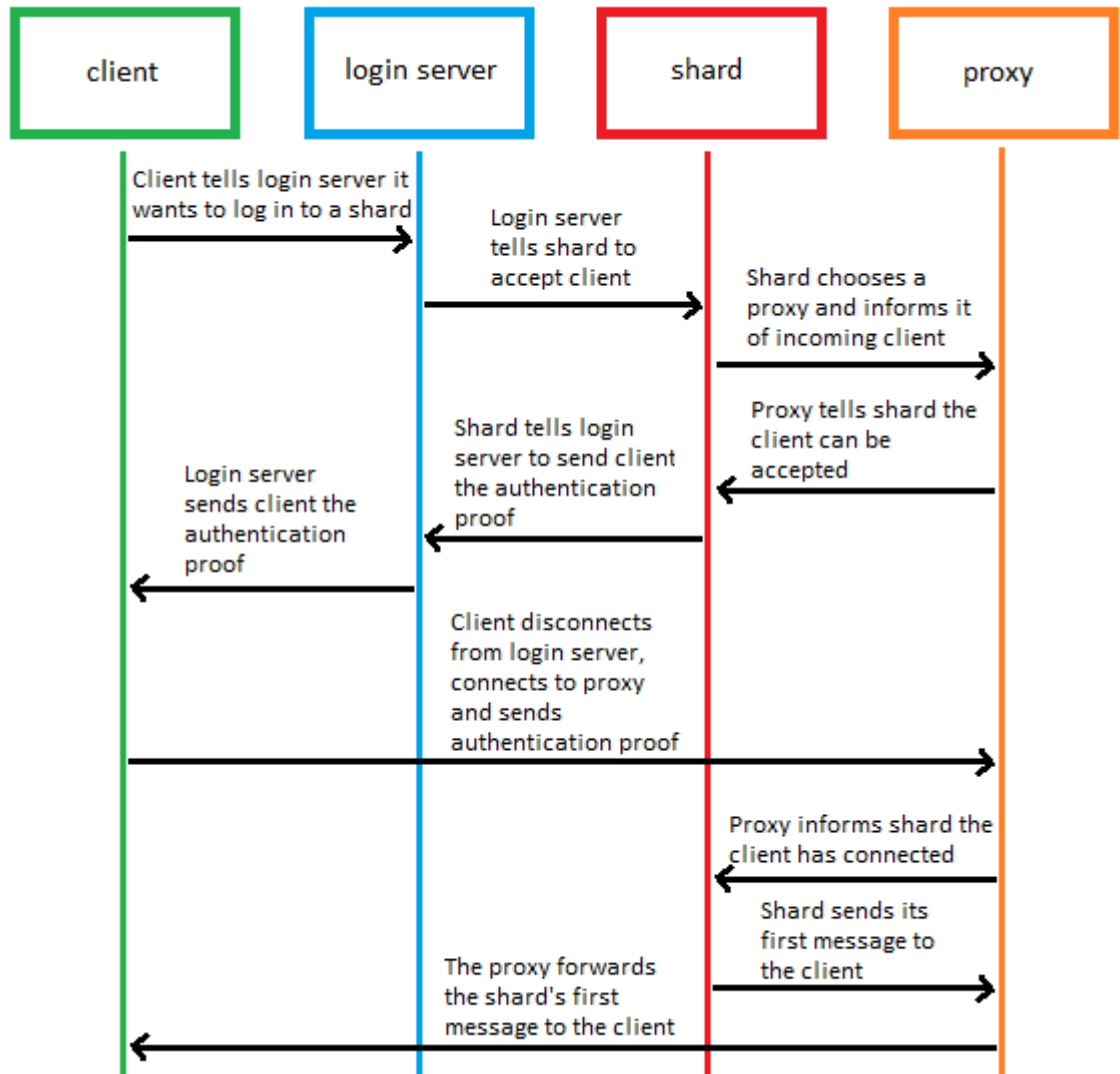 client
login server
shard
proxy
Client tells login server it
wants to log in to a shard
Login server
tells shard to
accept client
Shard chooses a
proxy and informs it
of incoming client
Proxy tells shard the
client can be
accepted
Shard tells login
server to send client
the authentication
proof
Login server
sends client the
authentication
proof
Client disconnects
from login server,
connects to proxy
and sends
authentication proof
Proxy informs shard the
client has connected
Shard sends its
first message to
the client
The proxy forwards
the shard's first
message to the client